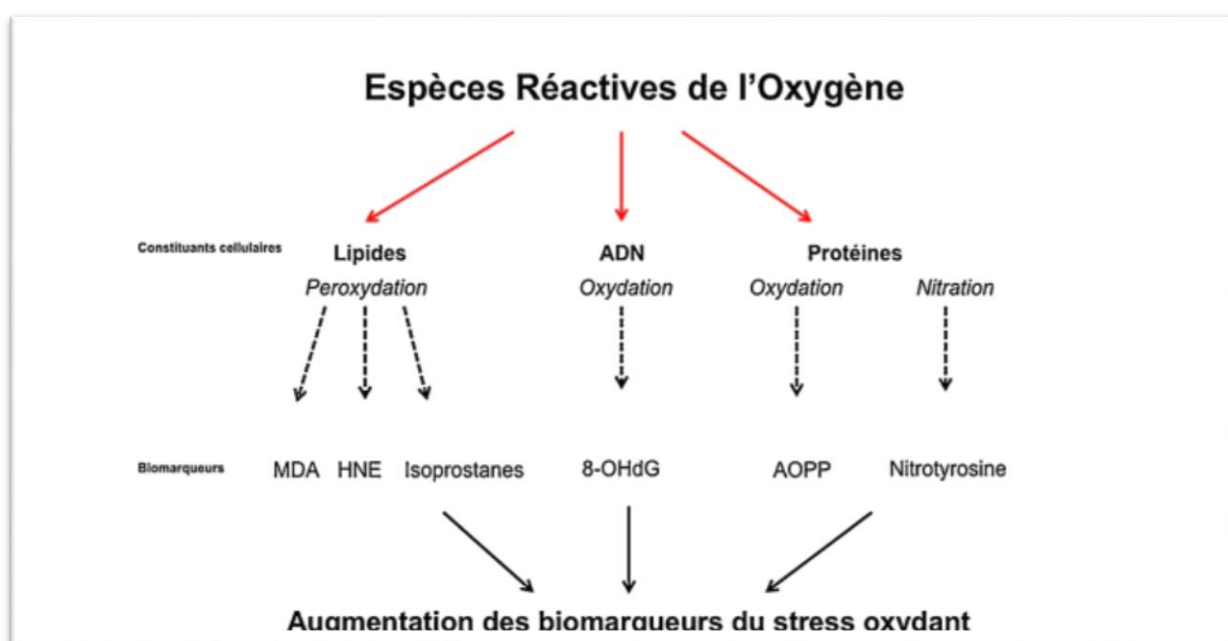 Espèces Réactives de l'Oxygène
Constituants cellulaires Lipides ADN Protéines
Peroxydation Oxydation Oxydation Nitration
Biomarqueurs MDA HNE Isoprostanes 8-OHdG AOPP Nitrotyrosine
Augmentation des biomarqueurs du stress oxydant